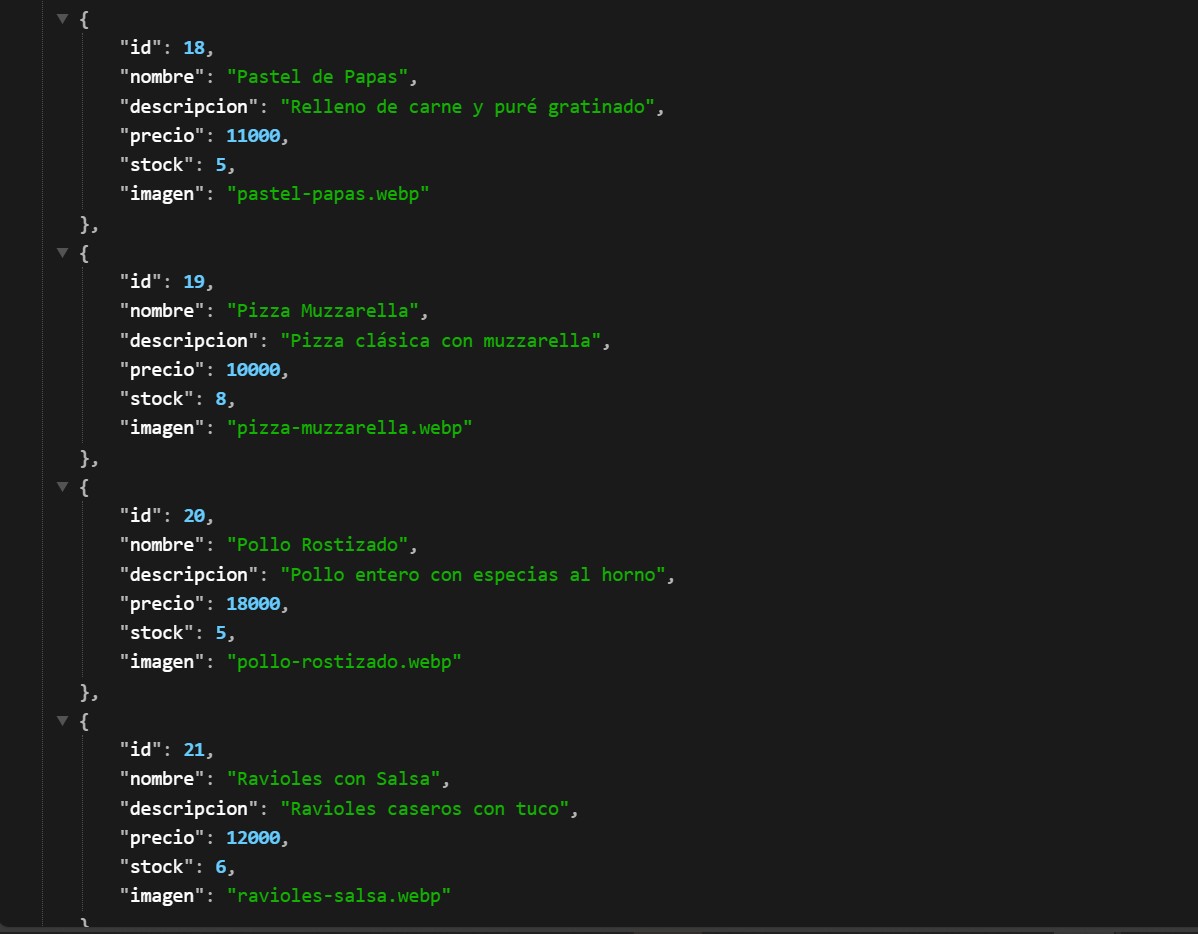 {
"id": 18,
"nombre": "Pastel de Papas",
"descripcion": "Relleno de carne y puré gratinado",
"precio": 11000,
"stock": 5,
"imagen": "pastel-papas.webp"
},
{
"id": 19,
"nombre": "Pizza Muzzarella",
"descripcion": "Pizza clásica con muzzarella",
"precio": 10000,
"stock": 8,
"imagen": "pizza-muzzarella.webp"
},
{
"id": 20,
"nombre": "Pollo Rostizado",
"descripcion": "Pollo entero con especias al horno",
"precio": 18000,
"stock": 5,
"imagen": "pollo-rostizado.webp"
},
{
"id": 21,
"nombre": "Ravioles con Salsa",
"descripcion": "Ravioles caseros con tuco",
"precio": 12000,
"stock": 6,
"imagen": "ravioles-salsa.webp"
}